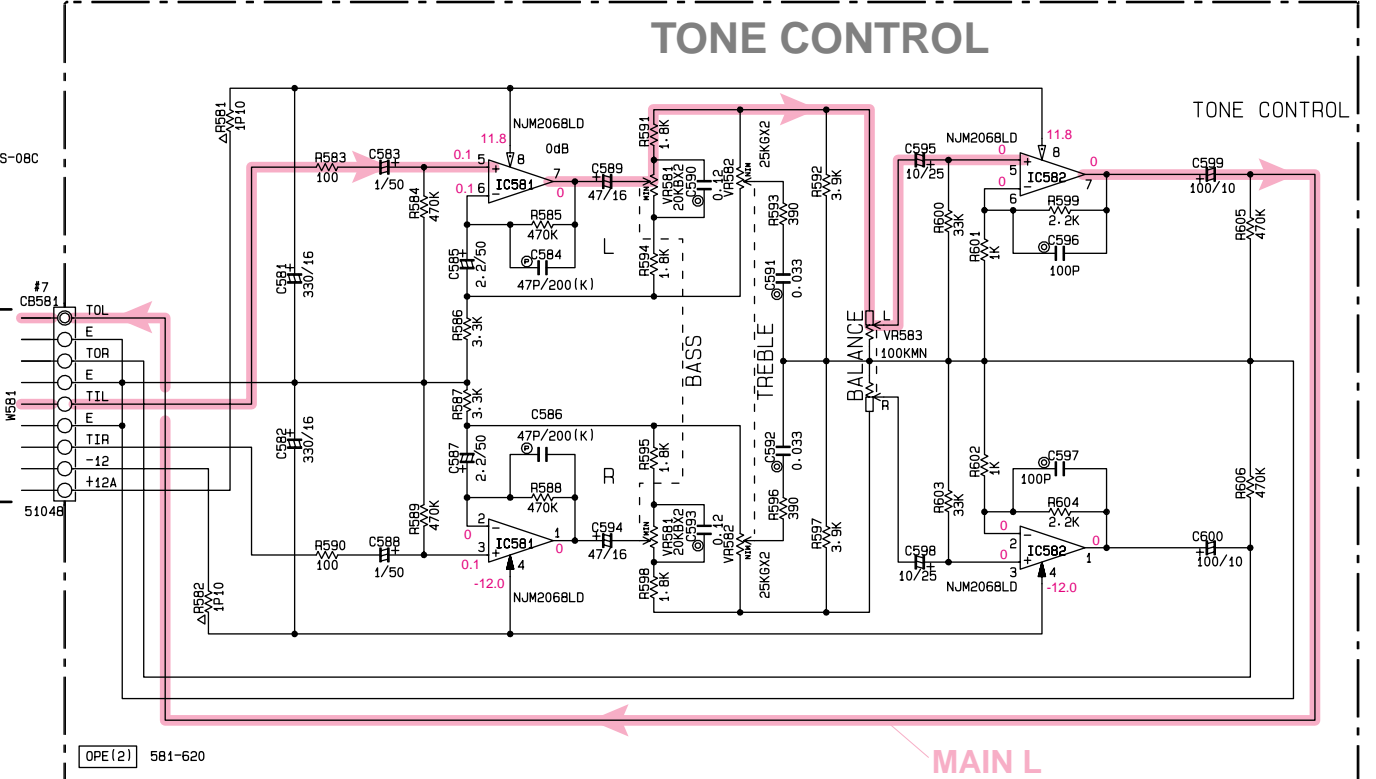 TONE CONTROL
TONE CONTROL
S-08C
R581
1P10
NJM2068LD
11.8
0dB
R583
100
C583
1/50
0.1
5
8
7
0
0.1
6
IC581
C589
47/16
R584
470K
R585
470K
C584
47P/200(K)
C585
2.2/50
C581
330/16
R586
3.3K
L
R591
1.8K
VR581
20KBX2
MIN
C590
0.12
VR582
MIN
25KGX2
R594
1.8K
R593
390
R592
3.9K
C591
0.033
BASS
TREBLE
BALANCE
L
VR583
100KMN
R
C595
10/25
NJM2068LD
11.8
0
5
8
0
7
0
6
IC582
R600
33K
R601
1K
R599
2.2K
C596
100P
C599
100/10
R605
470K
#7
CB581
TOL
E
TOR
E
TIL
E
TIR
-12
+12A
W581
51048
C582
330/16
R587
3.3K
C587
2.2/50
C586
47P/200(K)
R588
470K
R
R589
470K
R590
100
C588
1/50
2
0
3
0.1
IC581
1
0
4
-12.0
NJM2068LD
C594
47/16
R595
1.8K
VR581
20KBX2
MIN
C593
0.12
VR582
MIN
25KGX2
R598
1.8K
C592
0.033
R596
390
R597
3.9K
R602
1K
R603
33K
C597
100P
R604
2.2K
C598
10/25
0
2
0
3
IC582
1
0
4
-12.0
NJM2068LD
C600
100/10
R606
470K
R582
1P10
OPE(2)
581-620
MAIN L